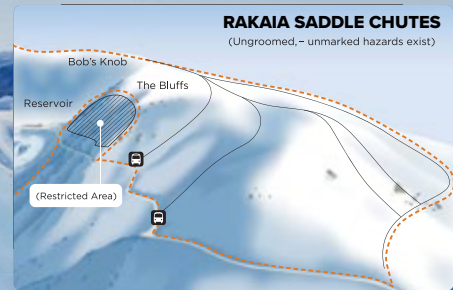 RAKAIA SADDLE CHUTES
(Ungroomed, – unmarked hazards exist)
Bob's Knob
The Bluffs
Reservoir
(Restricted Area)